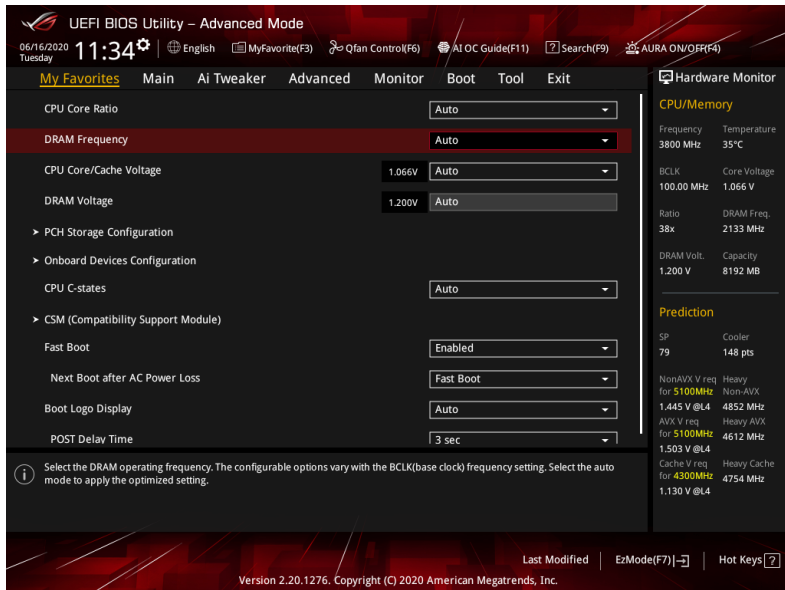 UEFI BIOS Utility – Advanced Mode
06/16/2020 Tuesday 11:34 English MyFavorite(F3) Qfan Control(F6) AI OC Guide(F11) ? Search(F9) AURA ON/OFF(F4)
My Favorites Main Ai Tweaker Advanced Monitor Boot Tool Exit
CPU Core Ratio Auto
DRAM Frequency Auto
CPU Core/Cache Voltage 1.066V Auto
DRAM Voltage 1.200V Auto
> PCH Storage Configuration
> Onboard Devices Configuration
CPU C-states Auto
> CSM (Compatibility Support Module)
Fast Boot Enabled
Next Boot after AC Power Loss Fast Boot
Boot Logo Display Auto
POST Delay Time 3 sec
i Select the DRAM operating frequency. The configurable options vary with the BCLK(base clock) frequency setting. Select the auto
mode to apply the optimized setting.
Hardware Monitor
CPU/Memory
Frequency Temperature
3800 MHz 35°C
BCLK Core Voltage
100.00 MHz 1.066 V
Ratio DRAM Freq.
38x 2133 MHz
DRAM Volt. Capacity
1.200 V 8192 MB
Prediction
SP Cooler
79 148 pts
NonAVX V req Heavy
for 5100MHz Non-AVX
1.445 V @L4 4852 MHz
AVX V req Heavy AVX
for 5100MHz 4612 MHz
1.503 V @L4
Cache V req Heavy Cache
for 4300MHz 4754 MHz
1.130 V @L4
Last Modified EzMode(F7) Hot Keys ?
Version 2.20.1276. Copyright (C) 2020 American Megatrends, Inc.